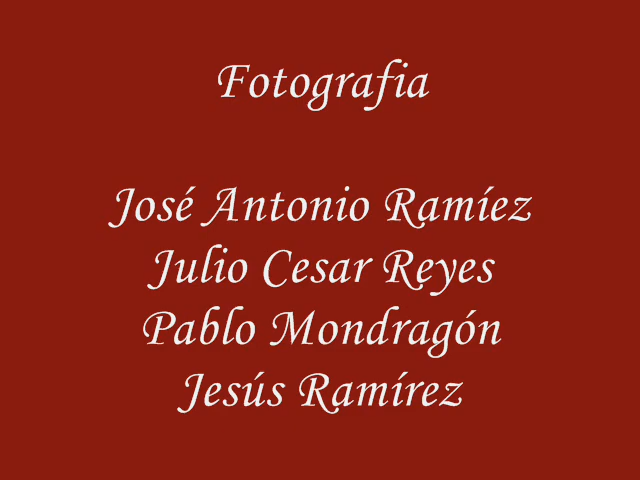 Fotografia
José Antonio Ramíez
Julio Cesar Reyes
Pablo Mondragón
Jesús Ramírez